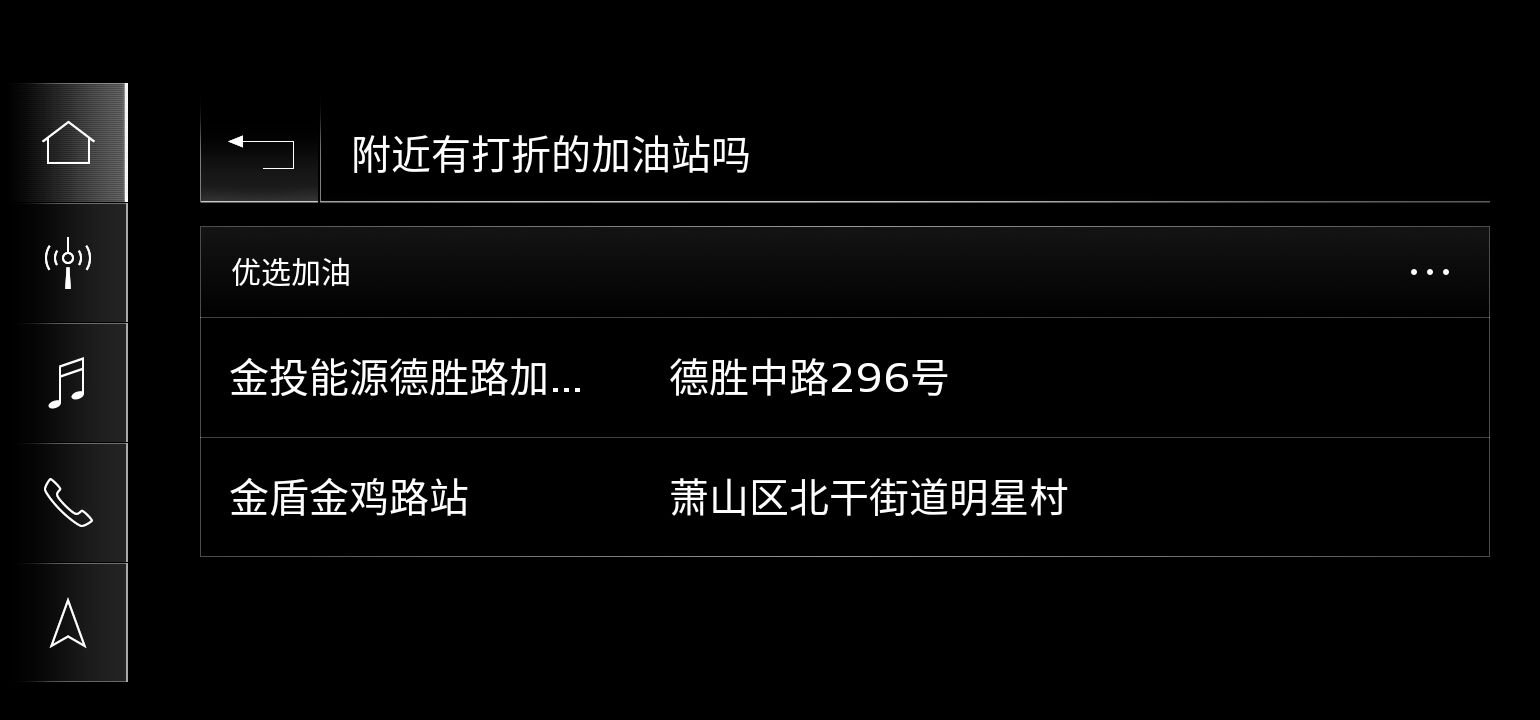 附近有打折的加油站吗
优选加油
金投能源德胜路加...
德胜中路296号
金盾金鸡路站
萧山区北干街道明星村